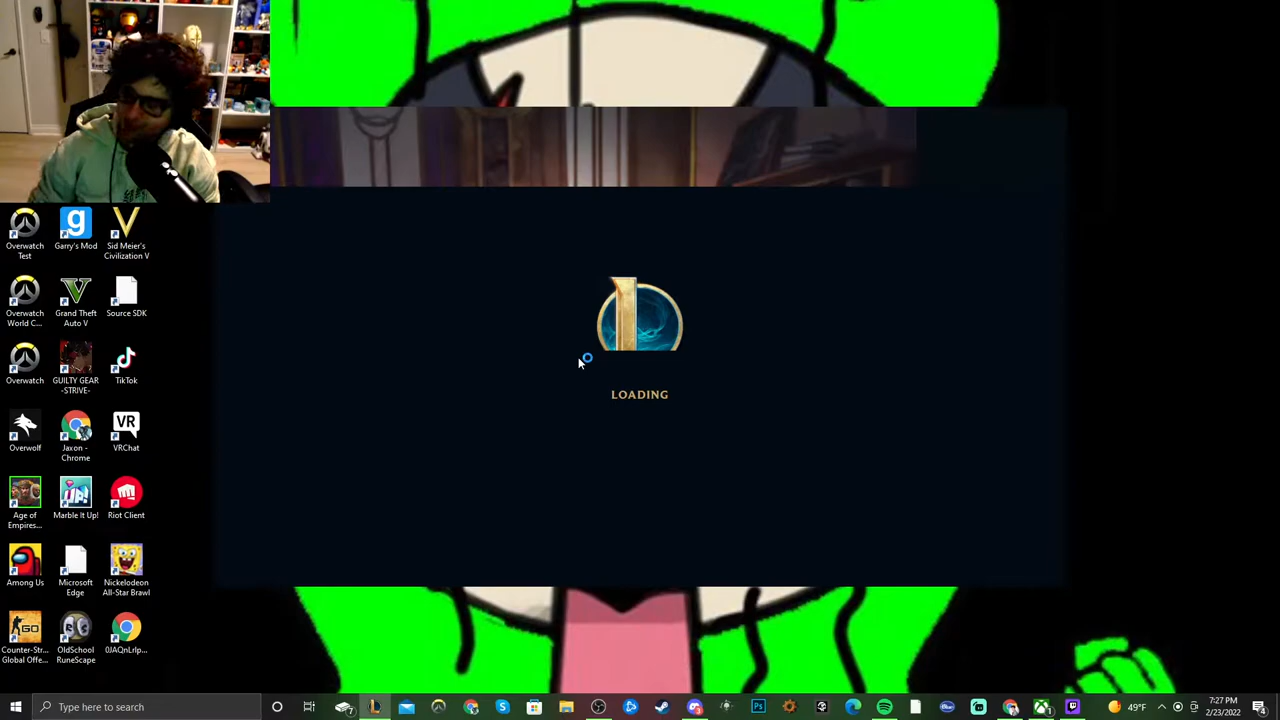 Overwatch
Test
Garry's Mod
Sid Meier's
Civilization V
Overwatch
World C...
Grand Theft
Auto V
Source SDK
Overwatch
GUILTY GEAR
-STRIVE-
TikTok
LOADING
Overwolf
Jaxon -
Chrome
VR
VRChat
Age of
Empires...
Marble It Up!
Riot Client
Among Us
Microsoft
Edge
Nickelodeon
All-Star Brawl
GO
Counter-Str...
Global Offe...
OldSchool
RuneScape
0JAQnLrlp...
Type here to search
49°F
7:27 PM
2/23/2022